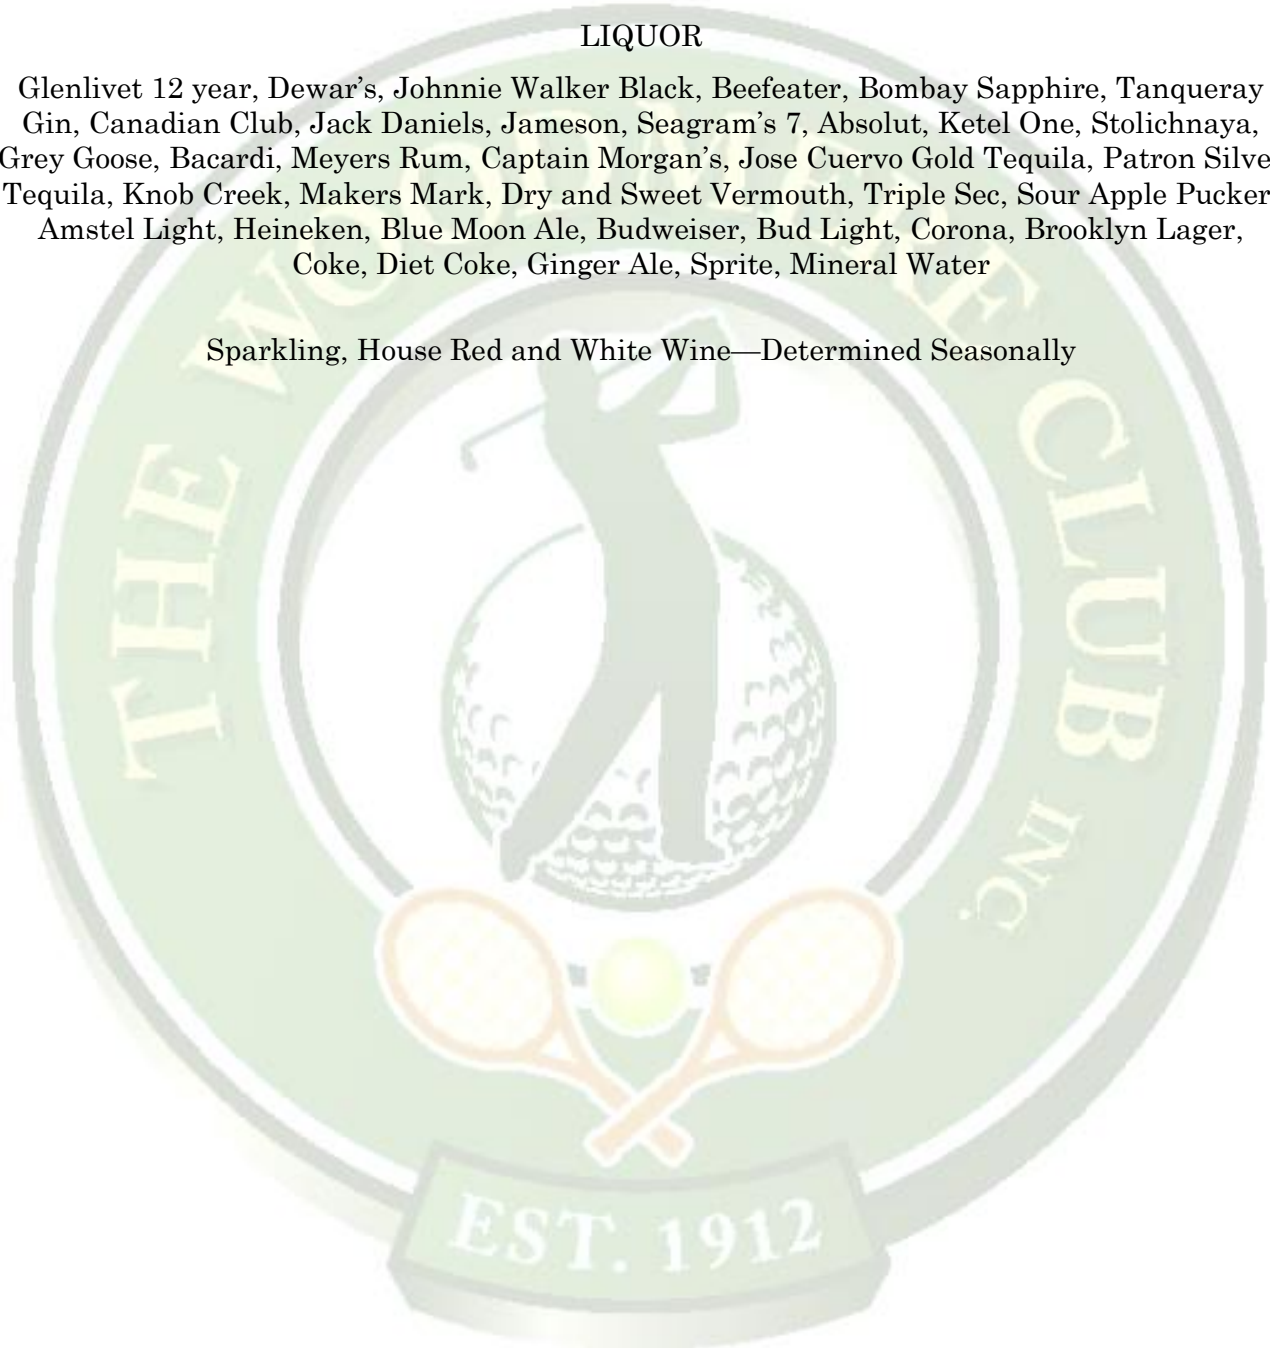 LIQUOR
Glenlivet 12 year, Dewar’s, Johnnie Walker Black, Beefeater, Bombay Sapphire, Tanqueray
Gin, Canadian Club, Jack Daniels, Jameson, Seagram’s 7, Absolut, Ketel One, Stolichnaya,
Grey Goose, Bacardi, Meyers Rum, Captain Morgan’s, Jose Cuervo Gold Tequila, Patron Silve
Tequila, Knob Creek, Makers Mark, Dry and Sweet Vermouth, Triple Sec, Sour Apple Pucker
Amstel Light, Heineken, Blue Moon Ale, Budweiser, Bud Light, Corona, Brooklyn Lager,
Coke, Diet Coke, Ginger Ale, Sprite, Mineral Water
Sparkling, House Red and White Wine—Determined Seasonally
THE WOODMERE CLUB INC.
EST. 1912